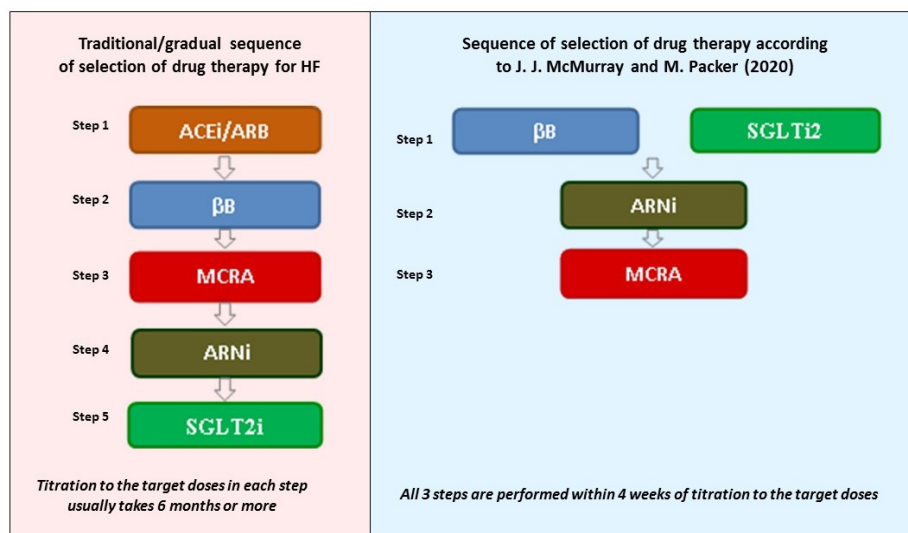 Traditional/gradual sequence
of selection of drug therapy for HF
Step 1
ACEi/ARB
Step 2
βB
Step 3
MCRA
Step 4
ARNi
Step 5
SGLT2i
Titration to the target doses in each step
usually takes 6 months or more
Sequence of selection of drug therapy according
to J. J. McMurray and M. Packer (2020)
Step 1
βB
SGLTi2
Step 2
ARNi
Step 3
MCRA
All 3 steps are performed within 4 weeks of titration to the target doses